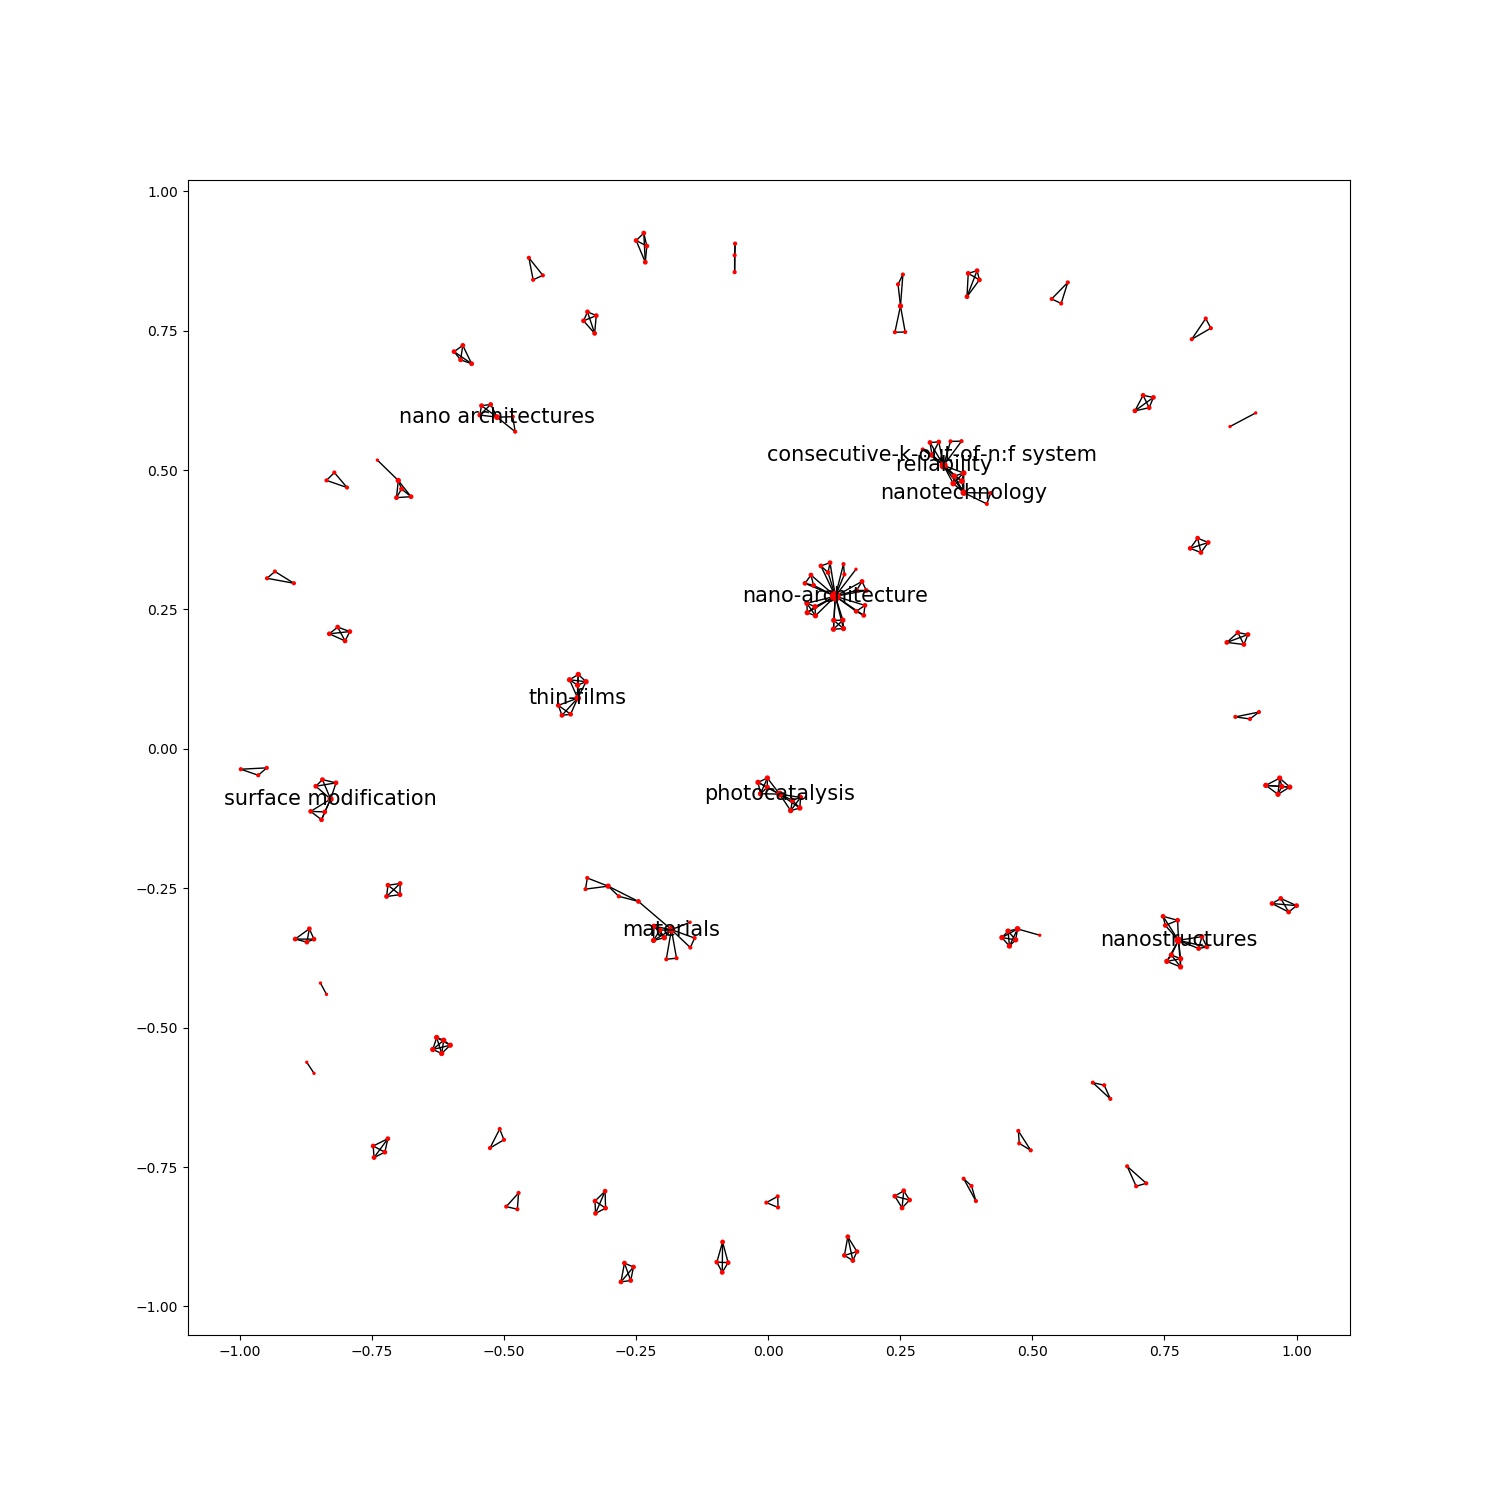 1.00
0.75
nano architectures
consecutive-k-out-of-n:f system
reliability
0.50
nanotechnology
nano-architecture
0.25
thin-films
0.00
surface modification
photocatalysis
−0.25
materials
nanostructures
−0.50
−0.75
−1.00
−1.00 −0.75 −0.50 −0.25 0.00 0.25 0.50 0.75 1.00